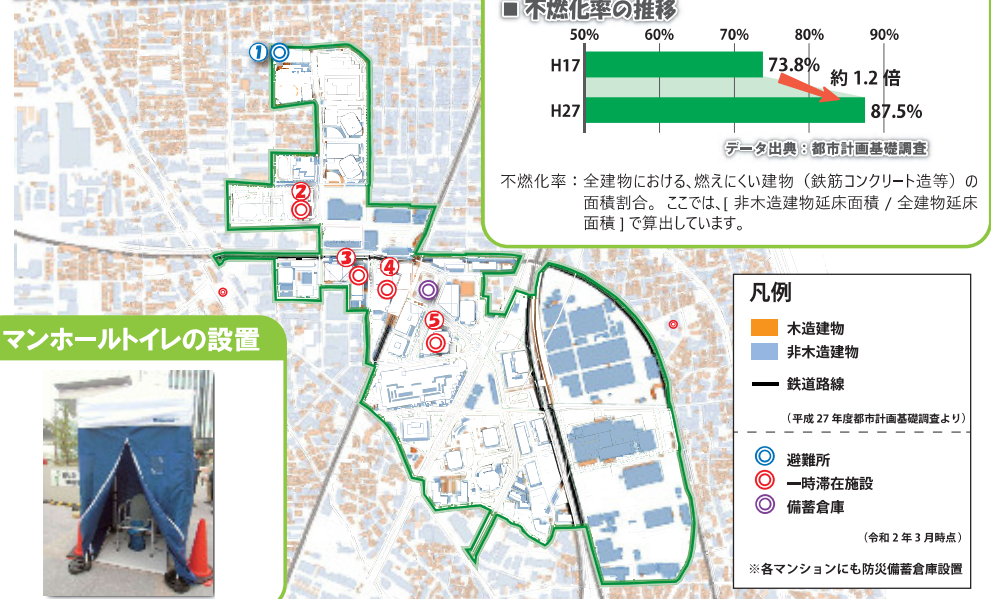 ■ 不燃化率の推移
50% 60% 70% 80% 90%
H17 73.8%
約 1.2 倍
H27 87.5%
データ出典：都市計画基礎調査
不燃化率：全建物における、燃えにくい建物（鉄筋コンクリート造等）の
面積割合。ここでは、[ 非木造建物延床面積 / 全建物延床
面積 ] で算出しています。
①
②
③
④
⑤
マンホールトイレの設置
凡例
木造建物
非木造建物
鉄道路線
（平成 27 年度都市計画基礎調査より）
避難所
一時滞在施設
備蓄倉庫
（令和 2 年 3 月時点）
※各マンションにも防災備蓄倉庫設置